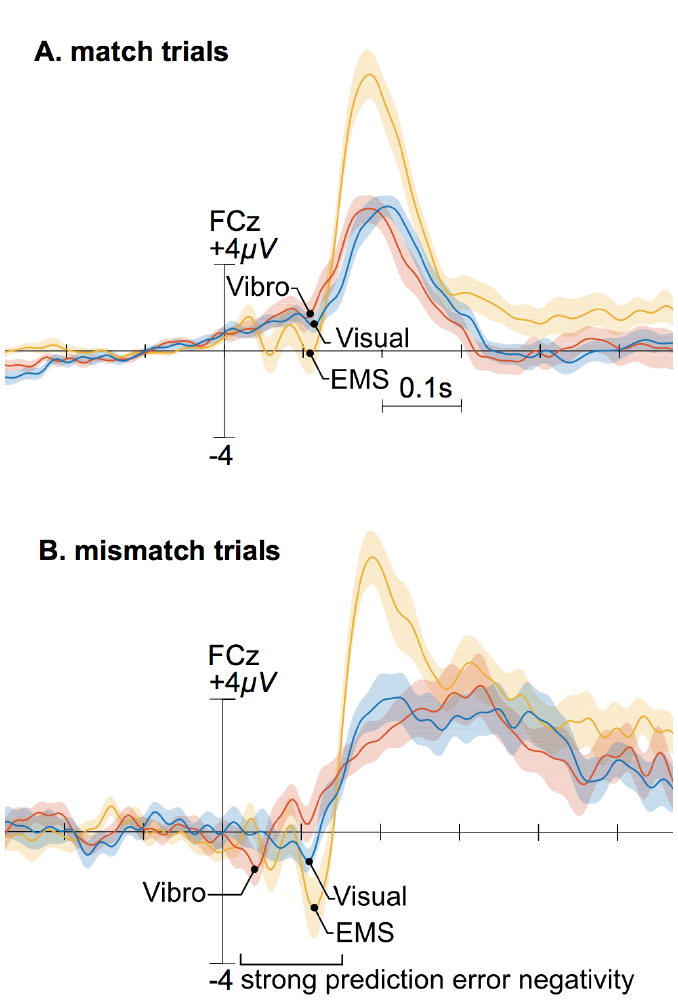 A. match trials
FCz
+4µV
Vibro
Visual
EMS
0.1s
-4
B. mismatch trials
FCz
+4µV
Vibro
Visual
EMS
-4 strong prediction error negativity